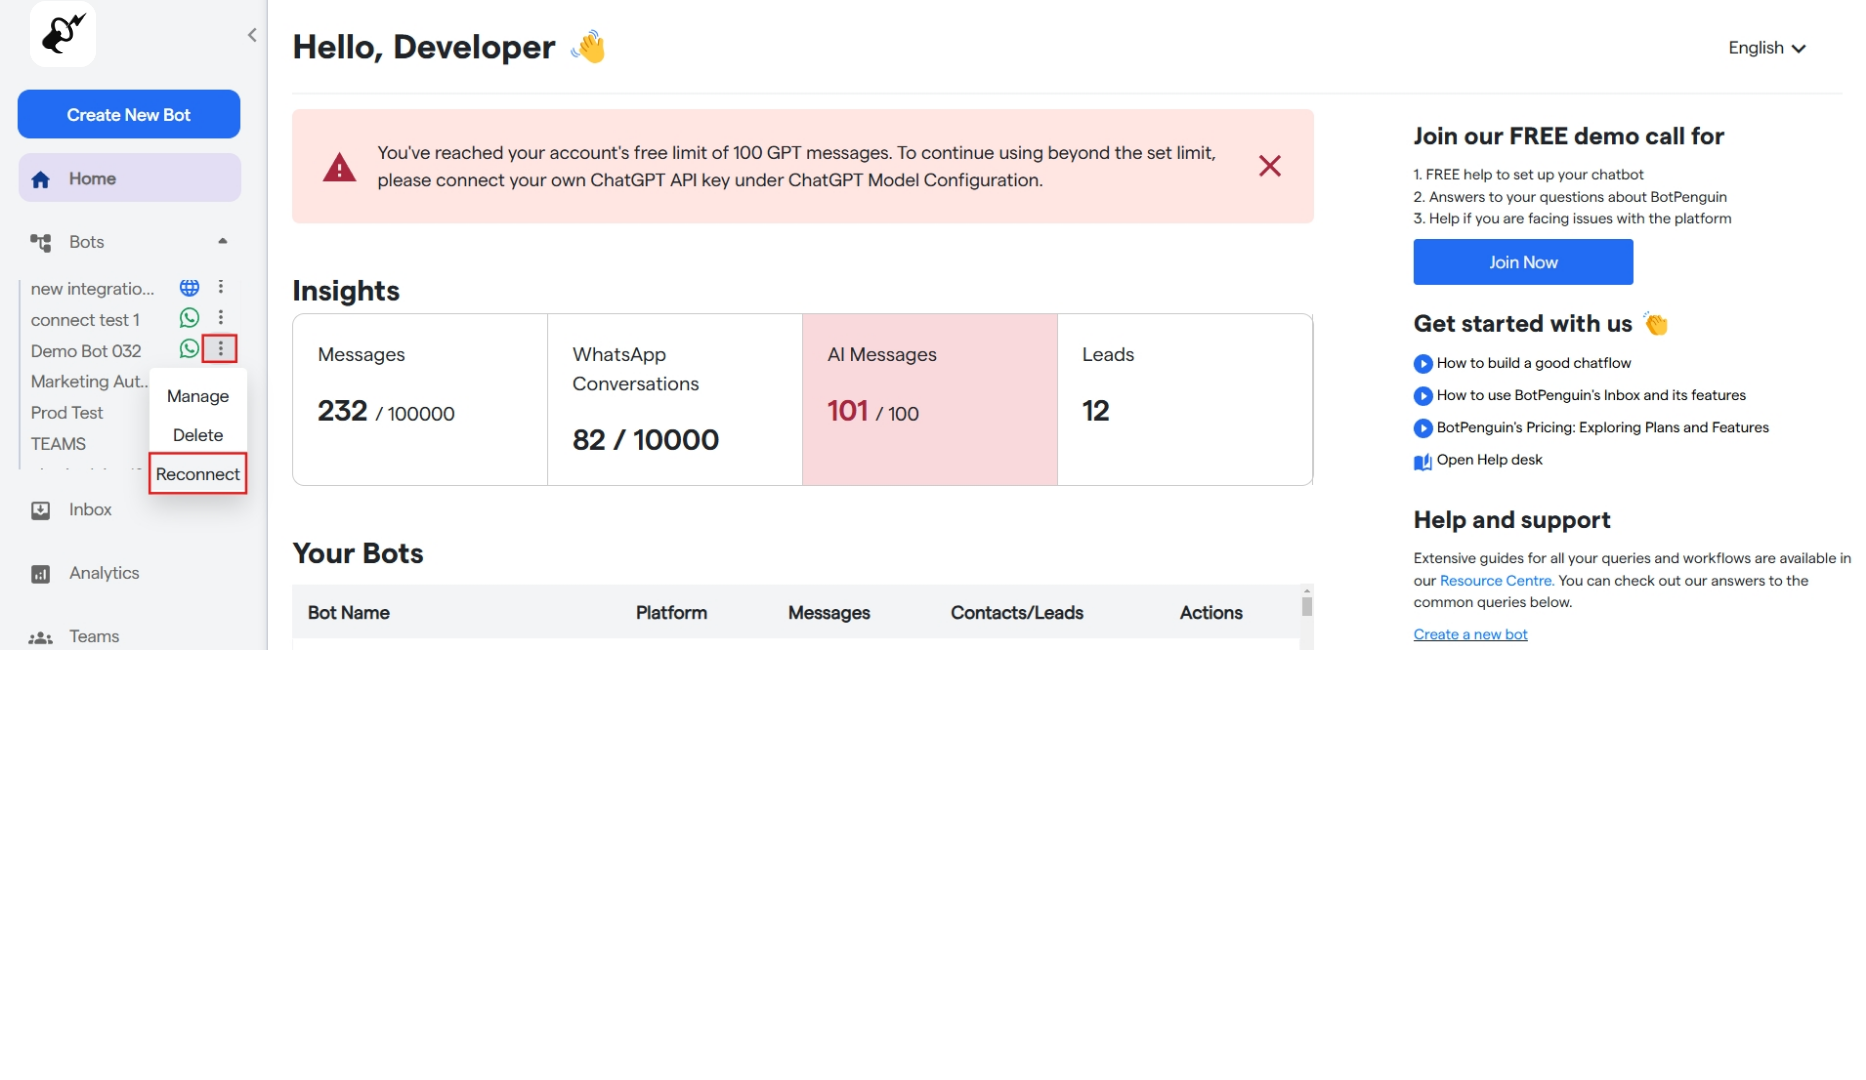 Hello, Developer
English
Create New Bot
Home
Bots
new integratio...
connect test 1
Demo Bot 032
Marketing Aut..
Prod Test
TEAMS
Manage
Delete
Reconnect
Inbox
Analytics
Teams
You've reached your account's free limit of 100 GPT messages. To continue using beyond the set limit,
please connect your own ChatGPT API key under ChatGPT Model Configuration.
Insights
Messages
232 / 100000
WhatsApp
Conversations
82 / 10000
AI Messages
101 / 100
Leads
12
Your Bots
Bot Name Platform Messages Contacts/Leads Actions
Join our FREE demo call for
1. FREE help to set up your chatbot
2. Answers to your questions about BotPenguin
3. Help if you are facing issues with the platform
Join Now
Get started with us
How to build a good chatflow
How to use BotPenguin's Inbox and its features
BotPenguin's Pricing: Exploring Plans and Features
Open Help desk
Help and support
Extensive guides for all your queries and workflows are available in
our Resource Centre. You can check out our answers to the
common queries below.
Create a new bot